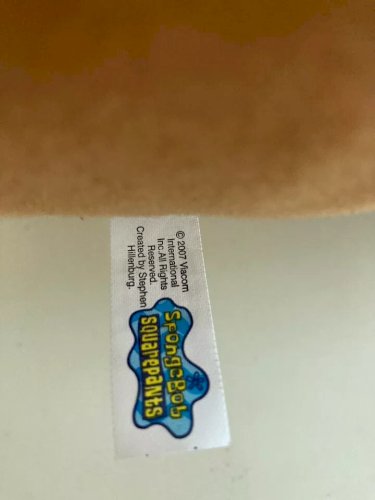 © 2007 Viacom
International
Inc.All Rights
Reserved.
Created by Stephen
Hillenburg.
SpongeBob
squarepants